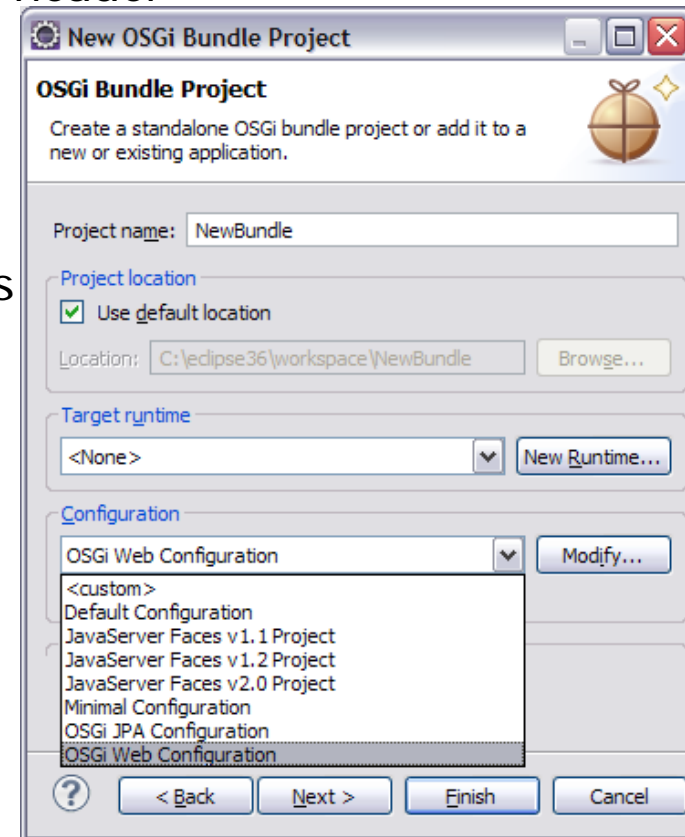 New OSGi Bundle Project
OSGi Bundle Project
Create a standalone OSGi bundle project or add it to a
new or existing application.
Project name: NewBundle
s
Project location
Use default location
Location: C:\eclipse36\workspace\NewBundle Browse...
Target runtime
<None> New Runtime...
Configuration
OSGi Web Configuration Modify...
<custom>
Default Configuration
JavaServer Faces v1.1 Project
JavaServer Faces v1.2 Project
JavaServer Faces v2.0 Project
Minimal Configuration
OSGi JPA Configuration
OSGi Web Configuration
? < Back Next > Finish Cancel